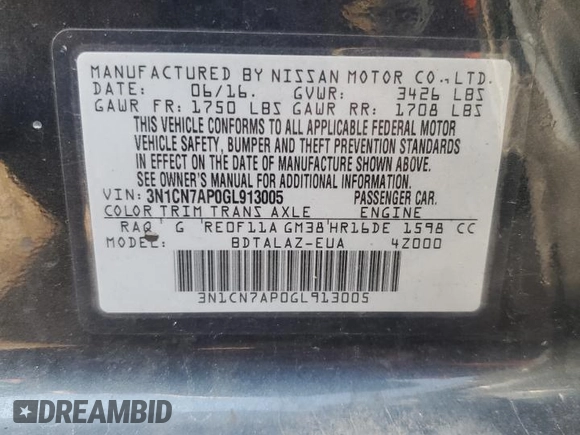 MANUFACTURED BY NISSAN MOTOR CO.,LTD.
DATE: 06/16. GVWR: 3426 LBS
GAWR FR: 1750 LBS GAWR RR: 1708 LBS
THIS VEHICLE CONFORMS TO ALL APPLICABLE FEDERAL MOTOR
VEHICLE SAFETY, BUMPER AND THEFT PREVENTION STANDARDS
IN EFFECT ON THE DATE OF MANUFACTURE SHOWN ABOVE.
SEE OWNER'S MANUAL FOR ADDITIONAL INFORMATION
VIN: 3N1CN7AP0GL913005 PASSENGER CAR.
COLOR TRIM TRANS AXLE ENGINE
RAQ G RE0F11A GM38 HR16DE 1598 CC
MODEL: BDTALAZ-EUA 4Z000
3N1CN7AP0GL913005
DREAMBID